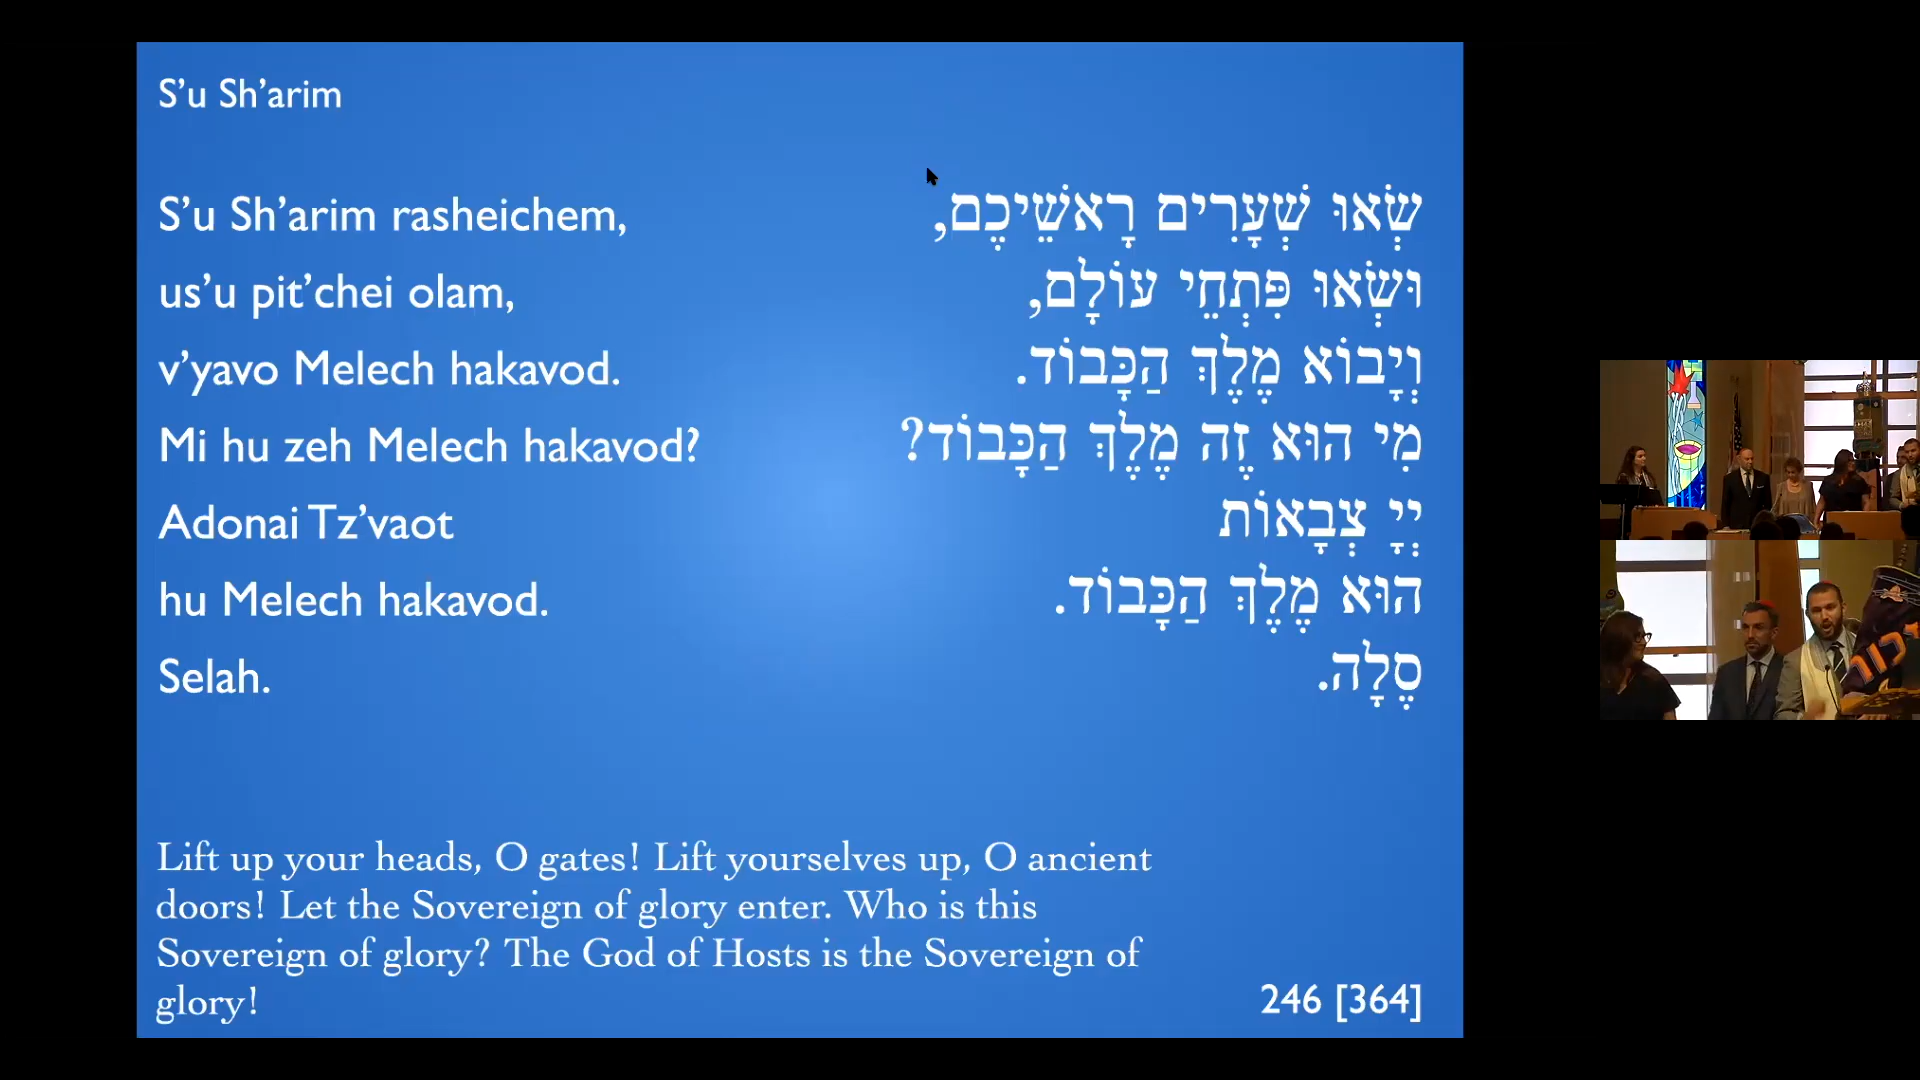 S’u Sh’arim
S’u Sh’arim rasheichem,
us’u pit’chei olam,
v’yavo Melech hakavod.
Mi hu zeh Melech hakavod?
Adonai Tz’vaot
hu Melech hakavod.
Selah.
שְׂאוּ שְׁעָרִים רָאשֵׁיכֶם,
וּשְׂאוּ פִּתְחֵי עוֹלָם,
וְיָבוֹא מֶלֶךְ הַכָּבוֹד.
מִי הוּא זֶה מֶלֶךְ הַכָּבוֹד?
יְיָ צְבָאוֹת
הוּא מֶלֶךְ הַכָּבוֹד.
סֶלָה.
Lift up your heads, O gates! Lift yourselves up, O ancient
doors! Let the Sovereign of glory enter. Who is this
Sovereign of glory? The God of Hosts is the Sovereign of
glory!
246 [364]